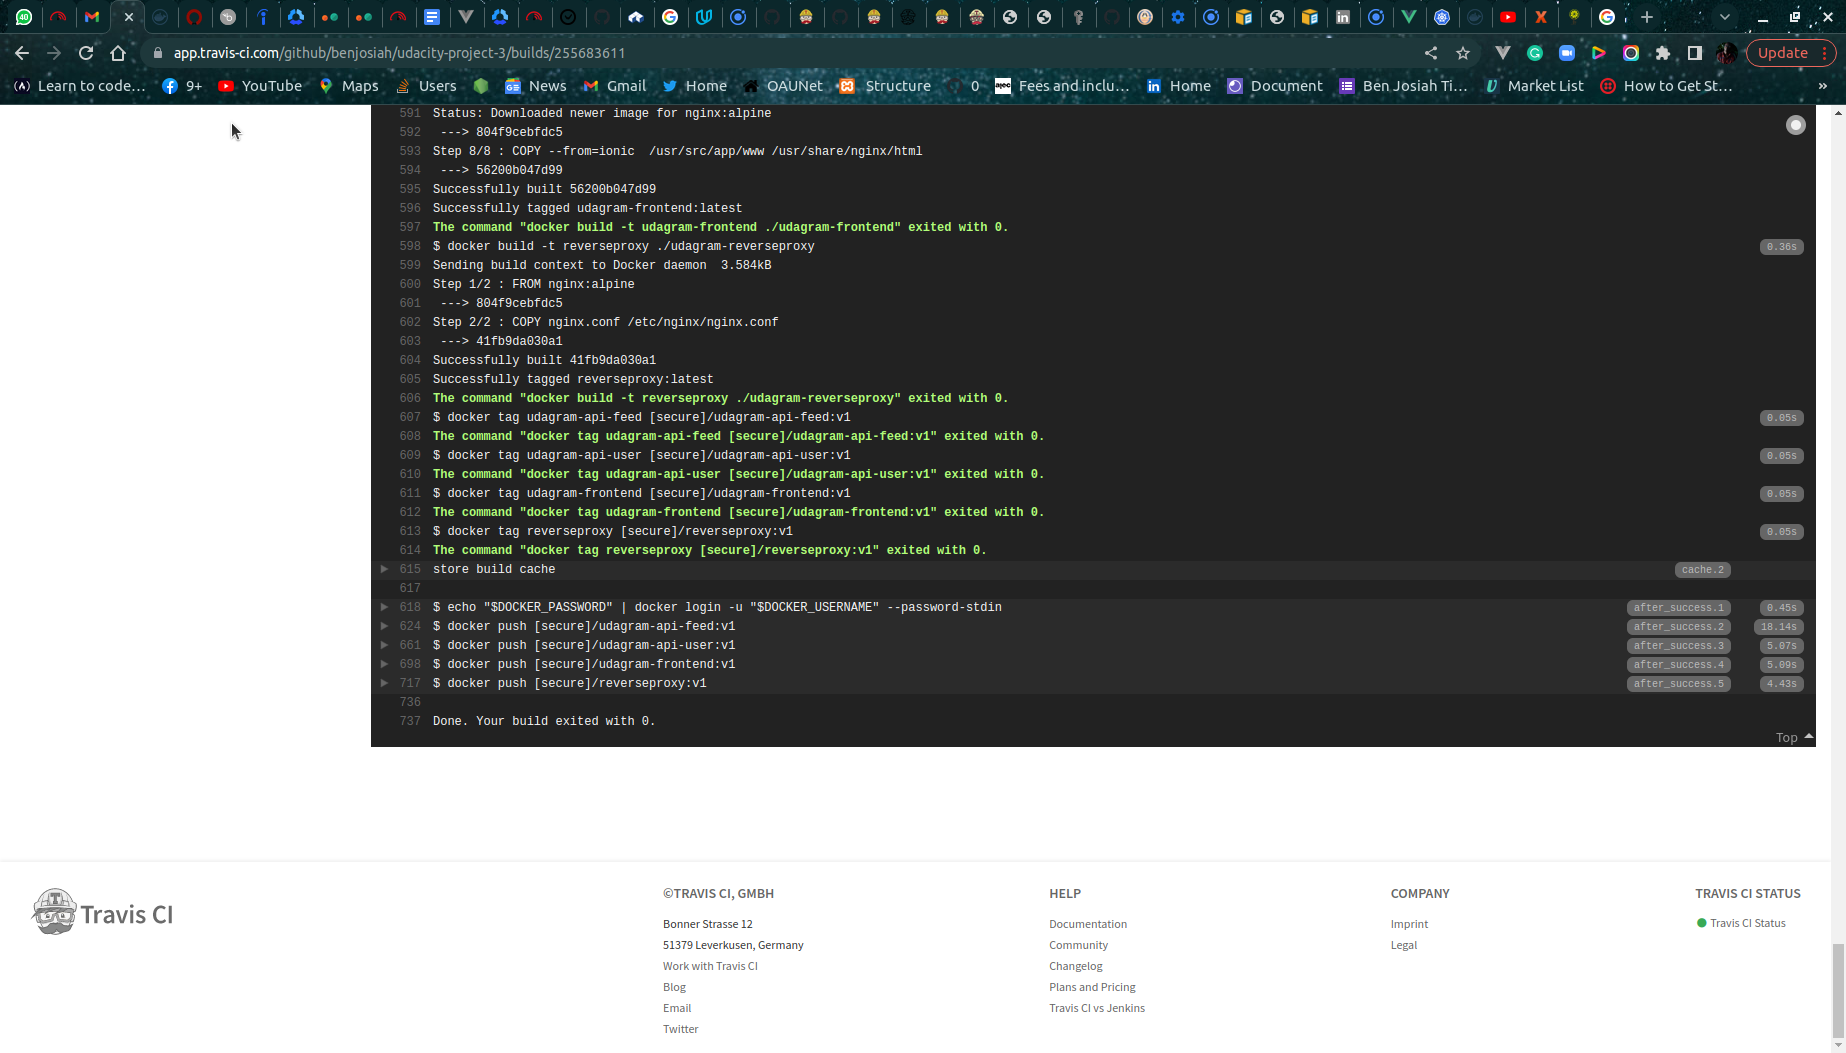 app.travis-ci.com/github/benjosiah/udacity-project-3/builds/255683611
Update
Learn to code...
9+
YouTube
Maps
Users
News
Gmail
Home
OAUNet
Structure
0
Fees and inclu...
Home
Document
Ben Josiah Ti...
Market List
How to Get St...
»
591 Status: Downloaded newer image for nginx:alpine
592 ---> 804f9cebfdc5
593 Step 8/8 : COPY --from=ionic  /usr/src/app/www /usr/share/nginx/html
594 ---> 56200b047d99
595 Successfully built 56200b047d99
596 Successfully tagged udagram-frontend:latest
597 The command "docker build -t udagram-frontend ./udagram-frontend" exited with 0.
598 $ docker build -t reverseproxy ./udagram-reverseproxy 0.36s
599 Sending build context to Docker daemon  3.584kB
600 Step 1/2 : FROM nginx:alpine
601 ---> 804f9cebfdc5
602 Step 2/2 : COPY nginx.conf /etc/nginx/nginx.conf
603 ---> 41fb9da030a1
604 Successfully built 41fb9da030a1
605 Successfully tagged reverseproxy:latest
606 The command "docker build -t reverseproxy ./udagram-reverseproxy" exited with 0.
607 $ docker tag udagram-api-feed [secure]/udagram-api-feed:v1 0.05s
608 The command "docker tag udagram-api-feed [secure]/udagram-api-feed:v1" exited with 0.
609 $ docker tag udagram-api-user [secure]/udagram-api-user:v1 0.05s
610 The command "docker tag udagram-api-user [secure]/udagram-api-user:v1" exited with 0.
611 $ docker tag udagram-frontend [secure]/udagram-frontend:v1 0.05s
612 The command "docker tag udagram-frontend [secure]/udagram-frontend:v1" exited with 0.
613 $ docker tag reverseproxy [secure]/reverseproxy:v1 0.05s
614 The command "docker tag reverseproxy [secure]/reverseproxy:v1" exited with 0.
615 store build cache cache.2
617
618 $ echo "$DOCKER_PASSWORD" | docker login -u "$DOCKER_USERNAME" --password-stdin after_success.1 0.45s
624 $ docker push [secure]/udagram-api-feed:v1 after_success.2 18.14s
661 $ docker push [secure]/udagram-api-user:v1 after_success.3 5.07s
698 $ docker push [secure]/udagram-frontend:v1 after_success.4 5.09s
717 $ docker push [secure]/reverseproxy:v1 after_success.5 4.43s
736
737 Done. Your build exited with 0.
Top
Travis CI
©TRAVIS CI, GMBH
Bonner Strasse 12
51379 Leverkusen, Germany
Work with Travis CI
Blog
Email
Twitter
HELP
Documentation
Community
Changelog
Plans and Pricing
Travis CI vs Jenkins
COMPANY
Imprint
Legal
TRAVIS CI STATUS
Travis CI Status